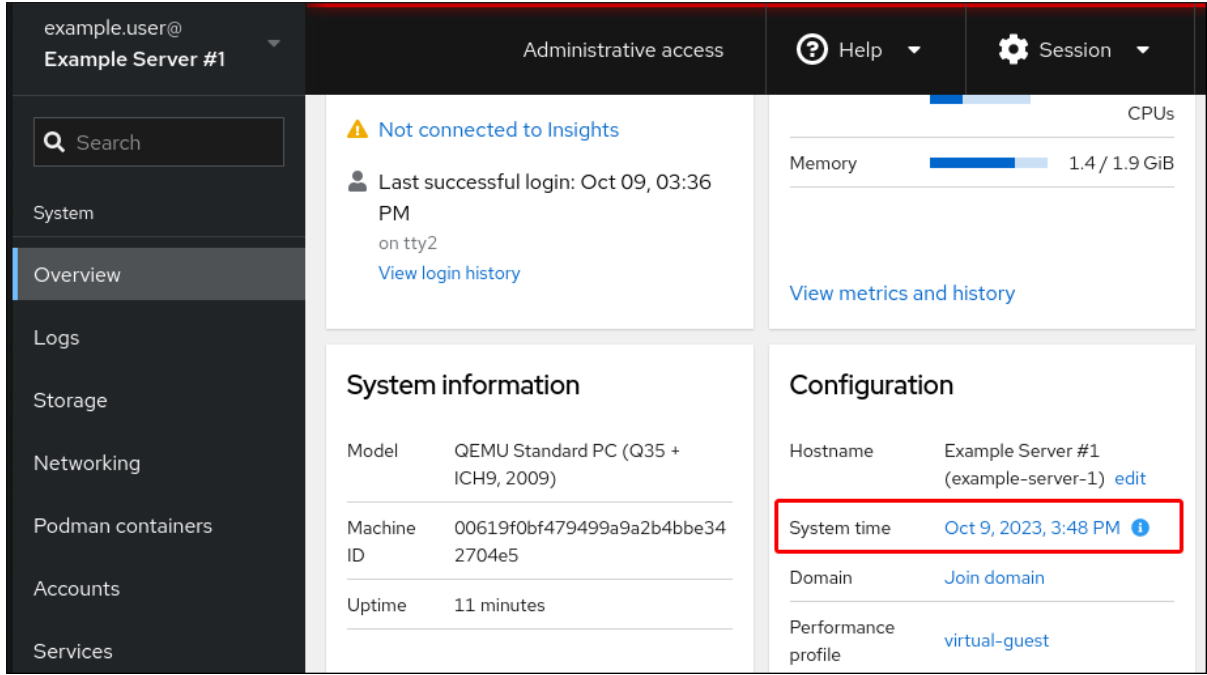 example.user@
Example Server #1
Administrative access
Help
Session
Search
System
Overview
Logs
Storage
Networking
Podman containers
Accounts
Services
Not connected to Insights
Last successful login: Oct 09, 03:36
PM
on tty2
View login history
CPUs
Memory 1.4 / 1.9 GiB
View metrics and history
System information
Model QEMU Standard PC (Q35 +
ICH9, 2009)
Machine 00619f0bf479499a9a2b4bbe34
ID 2704e5
Uptime 11 minutes
Configuration
Hostname Example Server #1
(example-server-1) edit
System time Oct 9, 2023, 3:48 PM
Domain Join domain
Performance
profile virtual-guest